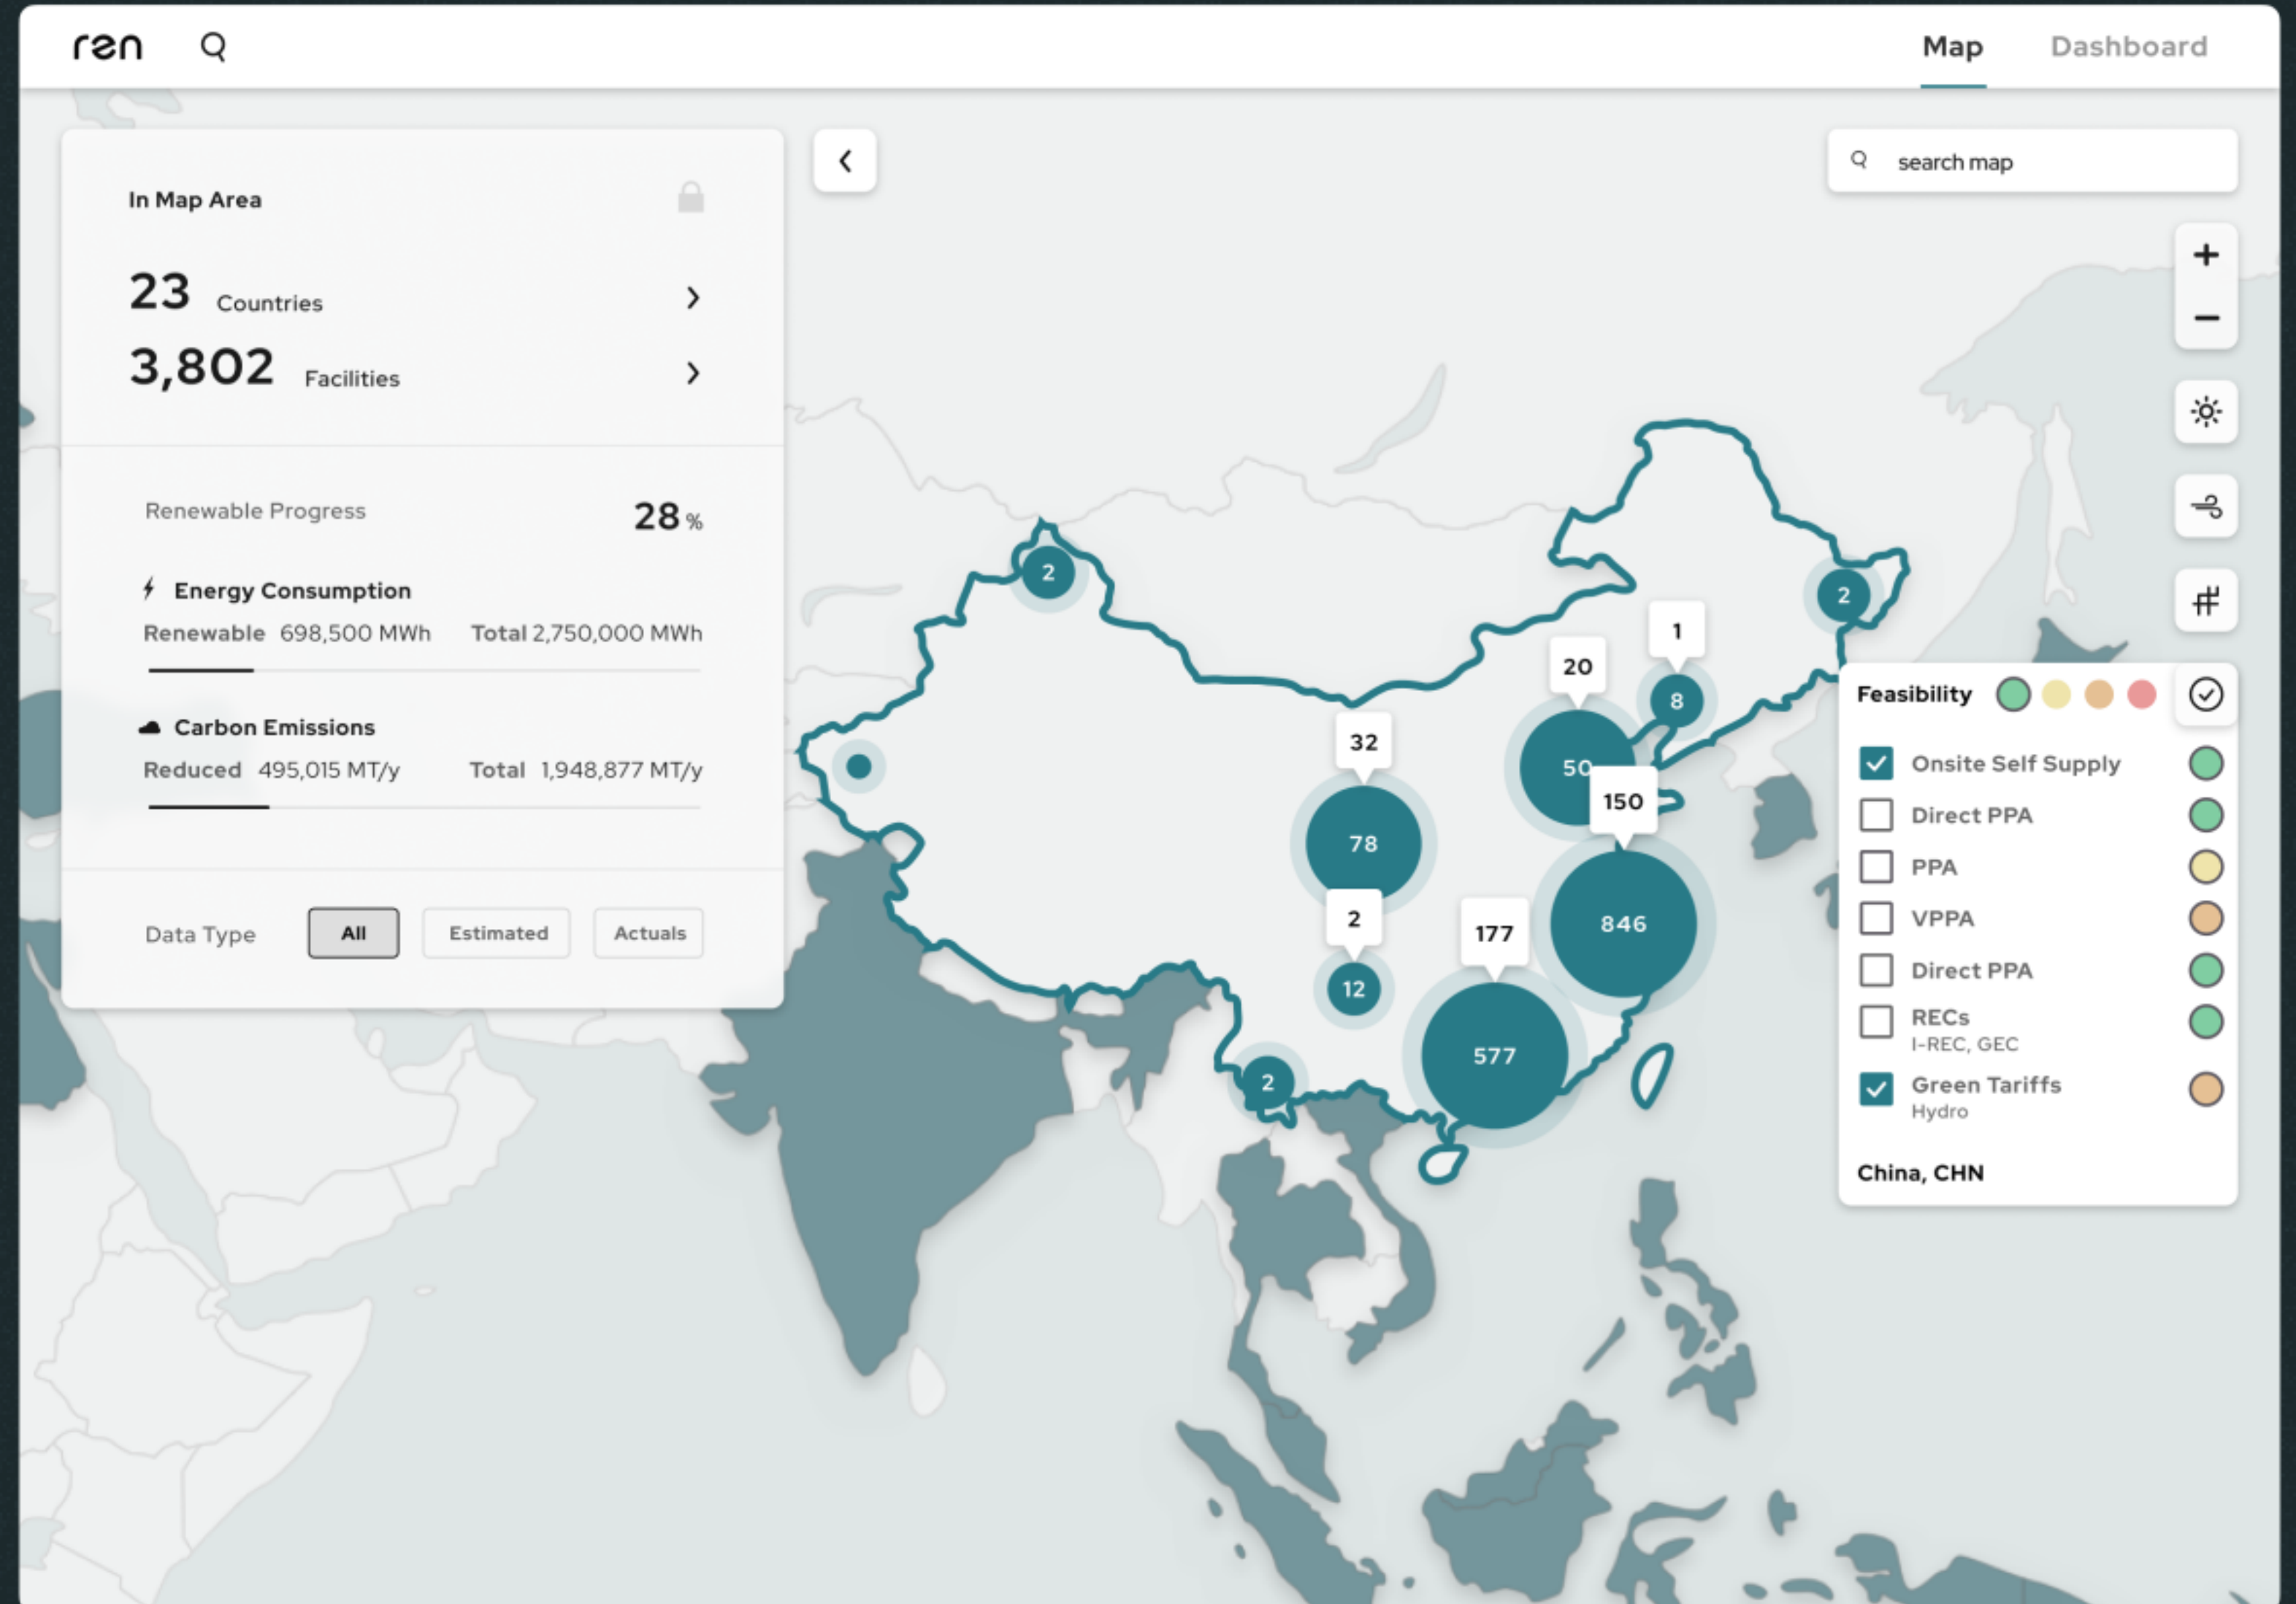 ren
Map Dashboard
search map
In Map Area
23 Countries
3,802 Facilities
Renewable Progress 28 %
Energy Consumption
Renewable 698,500 MWh Total 2,750,000 MWh
Carbon Emissions
Reduced 495,015 MT/y Total 1,948,877 MT/y
Data Type All Estimated Actuals
2
2
1
20
8
32
50
150
78
846
2
177
12
577
2
Feasibility
Onsite Self Supply
Direct PPA
PPA
VPPA
Direct PPA
RECs
I-REC, GEC
Green Tariffs
Hydro
China, CHN